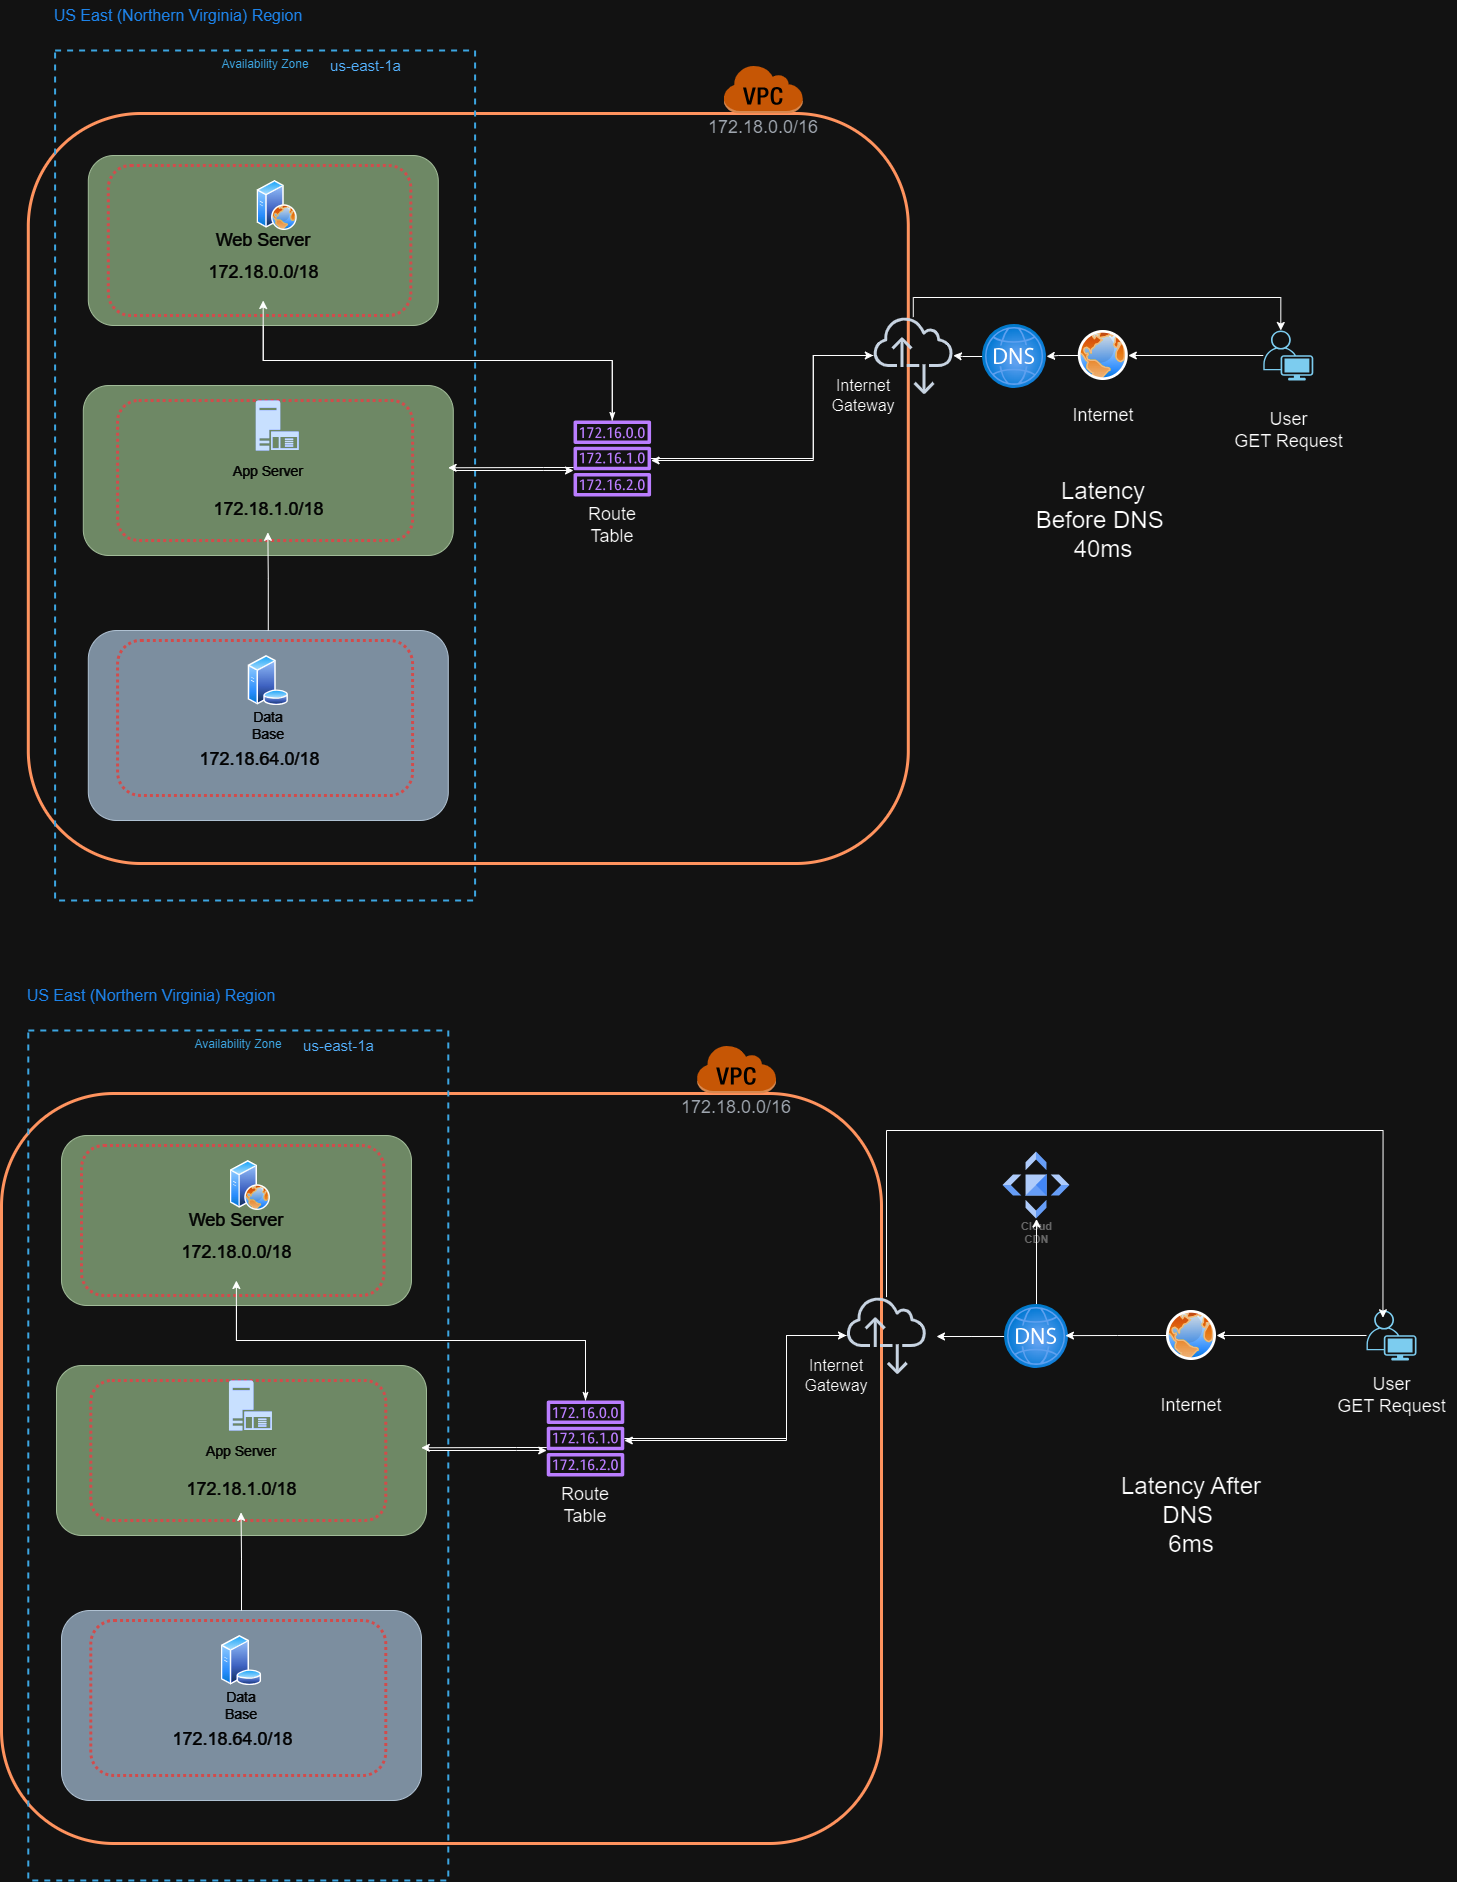 US East (Northern Virginia) Region
Availability Zone us-east-1a
VPC
172.18.0.0/16
Web Server
172.18.0.0/18
App Server
172.18.1.0/18
Data
Base
172.18.64.0/18
172.16.0.0
172.16.1.0
172.16.2.0
Route
Table
Internet
Gateway
DNS
Internet
User
GET Request
Latency
Before DNS
40ms
US East (Northern Virginia) Region
Availability Zone us-east-1a
VPC
172.18.0.0/16
Web Server
172.18.0.0/18
App Server
172.18.1.0/18
Data
Base
172.18.64.0/18
172.16.0.0
172.16.1.0
172.16.2.0
Route
Table
Internet
Gateway
Cloud
CDN
DNS
Internet
User
GET Request
Latency After
DNS
6ms